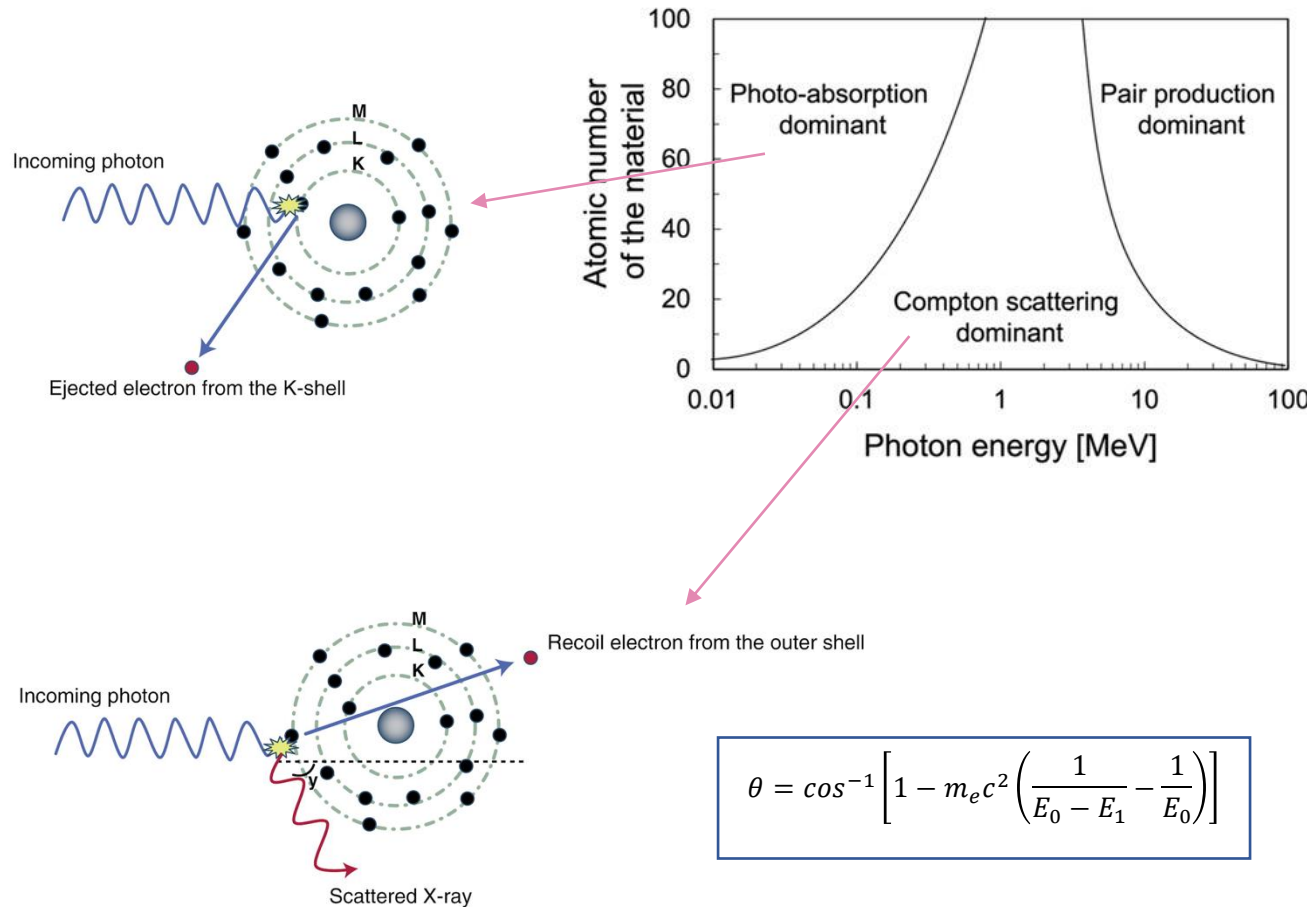 M
L
K
Incoming photon
Ejected electron from the K-shell
100
80
60
40
20
0
Atomic number
of the material
Photo-absorption
dominant
Pair production
dominant
Compton scattering
dominant
0.01
0.1
1
10
100
Photon energy [MeV]
M
L
K
Recoil electron from the outer shell
Incoming photon
y
Scattered X-ray
θ = cos⁻¹ [1 − mₑc² (1/(E₀ − E₁) − 1/E₀)]